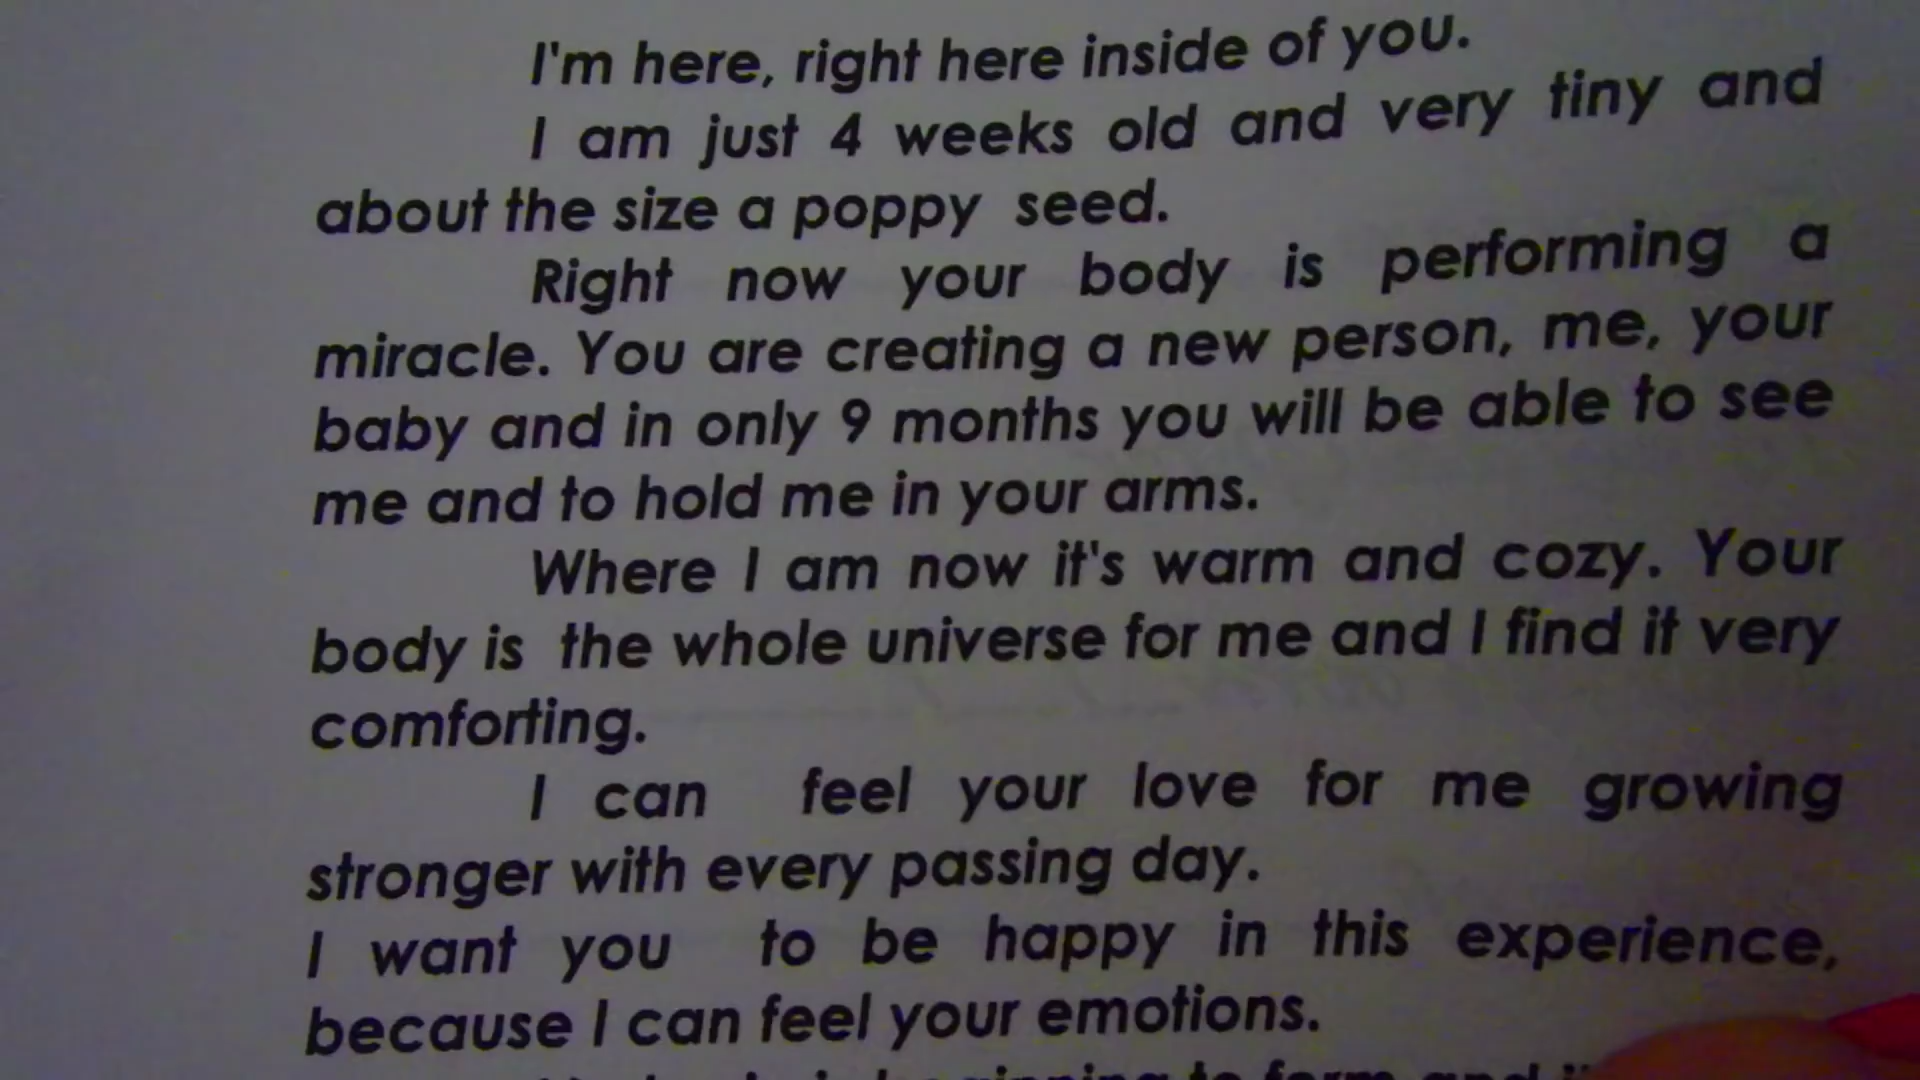 I'm here, right here inside of you.
I am just 4 weeks old and very tiny and
about the size a poppy seed.
Right now your body is performing a
miracle. You are creating a new person, me, your
baby and in only 9 months you will be able to see
me and to hold me in your arms.
Where I am now it's warm and cozy. Your
body is the whole universe for me and I find it very
comforting.
I can feel your love for me growing
stronger with every passing day.
I want you to be happy in this experience,
because I can feel your emotions.
beginning to form and